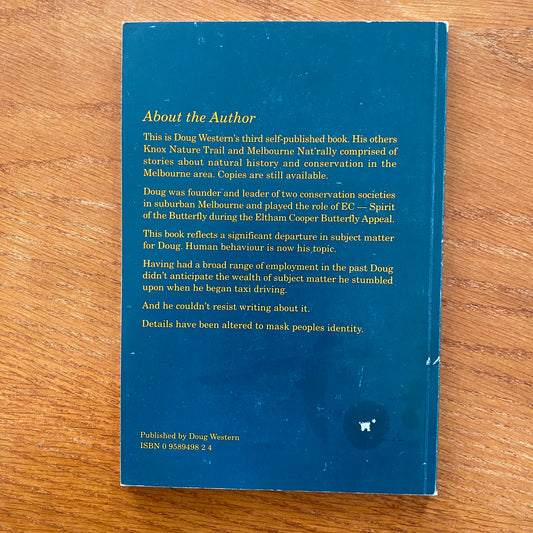 About the Author
This is Doug Western's third self-published book. His others
Knox Nature Trail and Melbourne Nat'rally comprised of
stories about natural history and conservation in the
Melbourne area. Copies are still available.
Doug was founder and leader of two conservation societies
in suburban Melbourne and played the role of EC — Spirit
of the Butterfly during the Eltham Cooper Butterfly Appeal.
This book reflects a significant departure in subject matter
for Doug. Human behaviour is now his topic.
Having had a broad range of employment in the past Doug
didn't anticipate the wealth of subject matter he stumbled
upon when he began taxi driving.
And he couldn't resist writing about it.
Details have been altered to mask peoples identity.
Published by Doug Western
ISBN 0 9589498 2 4